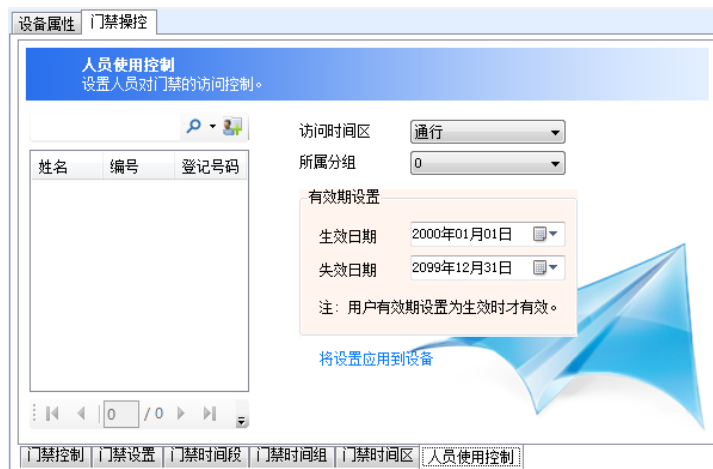 设备属性 门禁操控
人员使用控制
设置人员对门禁的访问控制。
访问时间区 通行
所属分组 0
姓名 编号 登记号码
有效期设置
生效日期 2000年01月01日
失效日期 2099年12月31日
注: 用户有效期设置为生效时才有效。
将设置应用到设备
0 / 0
门禁控制 门禁设置 门禁时间段 门禁时间组 门禁时间区 人员使用控制